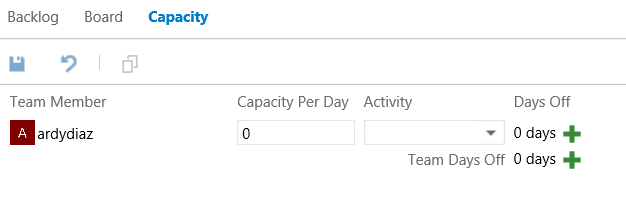 Backlog Board Capacity
Team Member Capacity Per Day Activity Days Off
A ardydiaz 0 0 days
Team Days Off 0 days